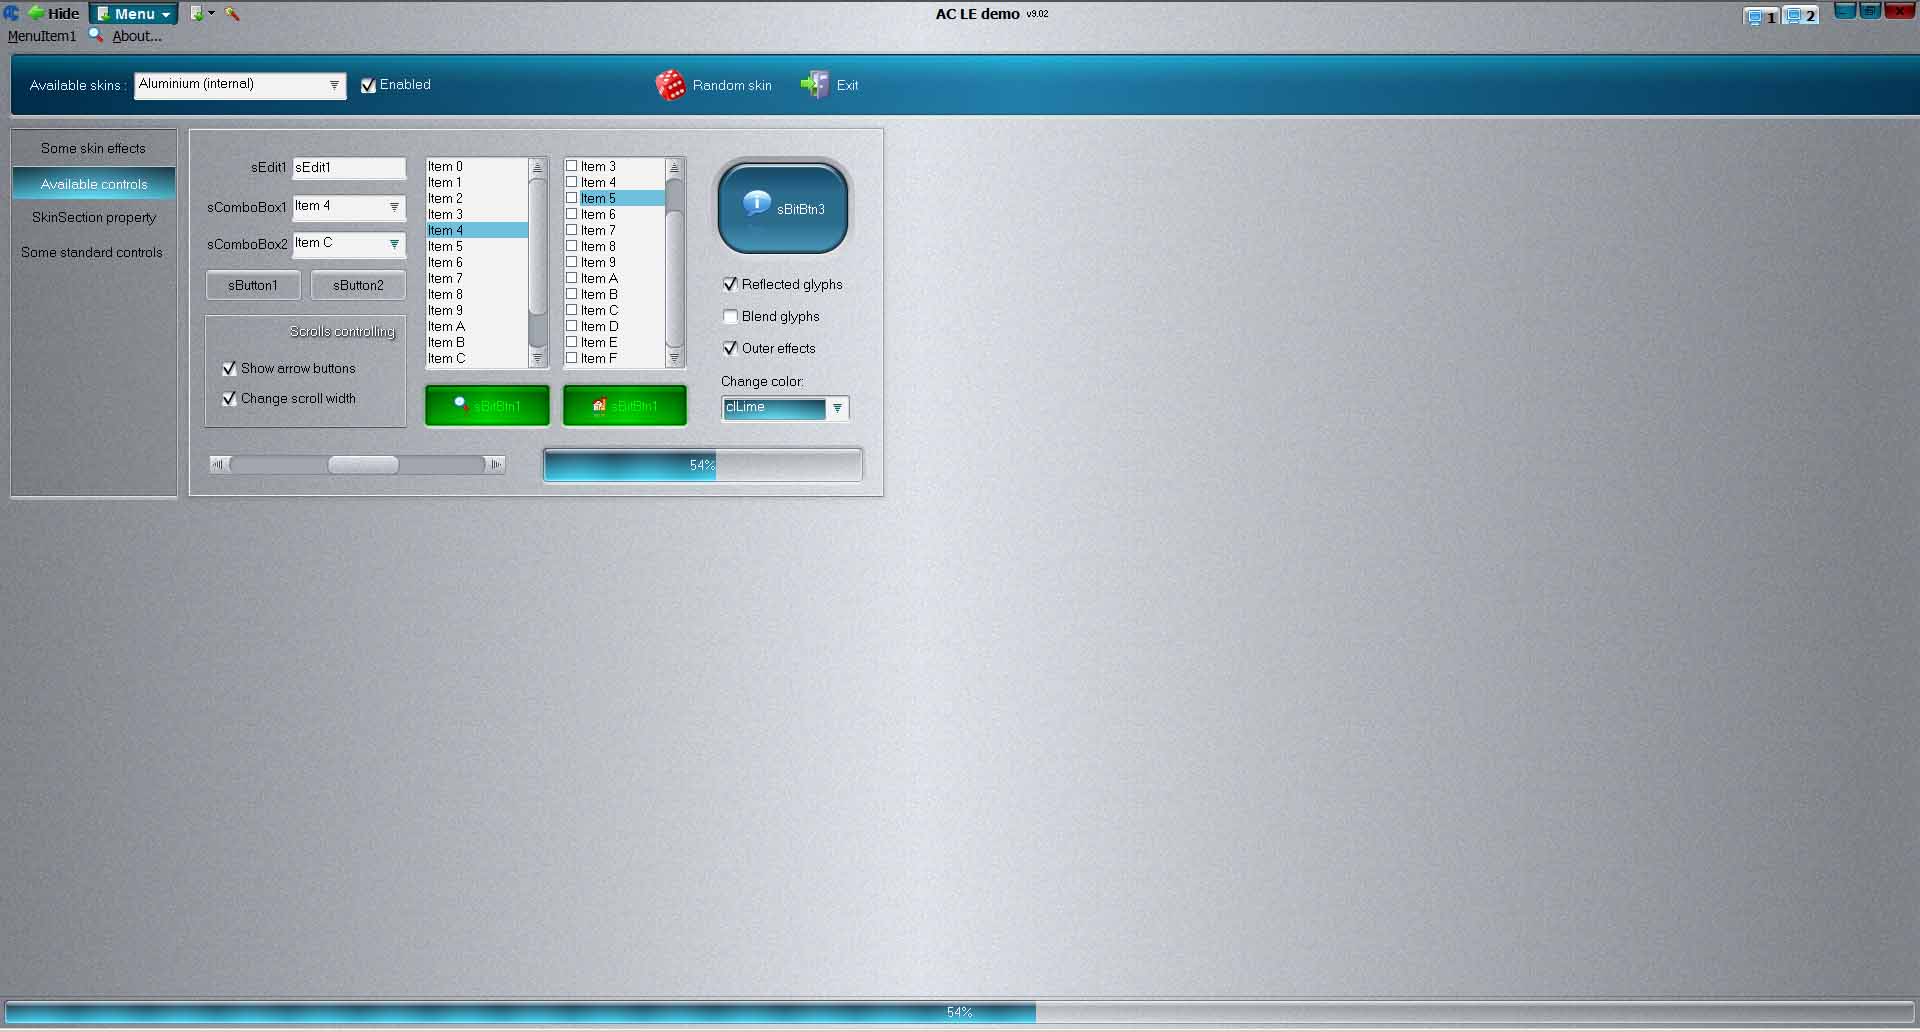 Hide Menu AC LE demo v9.02 1 2
MenuItem1 About...
Available skins : Aluminium (internal) Enabled Random skin Exit
Some skin effects
Available controls
SkinSection property
Some standard controls
sEdit1 sEdit1
sComboBox1 Item 4
sComboBox2 Item C
sButton1 sButton2
Scrolls controlling
Show arrow buttons
Change scroll width
Item 0
Item 1
Item 2
Item 3
Item 4
Item 5
Item 6
Item 7
Item 8
Item 9
Item A
Item B
Item C
Item 3
Item 4
Item 5
Item 6
Item 7
Item 8
Item 9
Item A
Item B
Item C
Item D
Item E
Item F
sBitBtn1 sBitBtn1
sBitBtn3
Reflected glyphs
Blend glyphs
Outer effects
Change color:
clLime
54%
54%